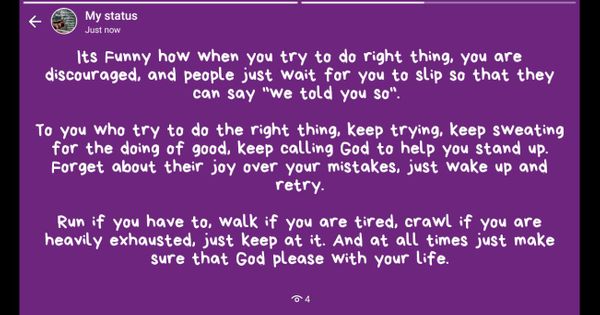 My status
Just now
Its Funny how when you try to do right thing, you are
discouraged, and people just wait for you to slip so that they
can say "we told you so".
To you who try to do the right thing, keep trying, keep sweating
for the doing of good, keep calling God to help you stand up.
Forget about their joy over your mistakes, just wake up and
retry.
Run if you have to, walk if you are tired, crawl if you are
heavily exhausted, just keep at it. And at all times just make
sure that God please with your life.
4